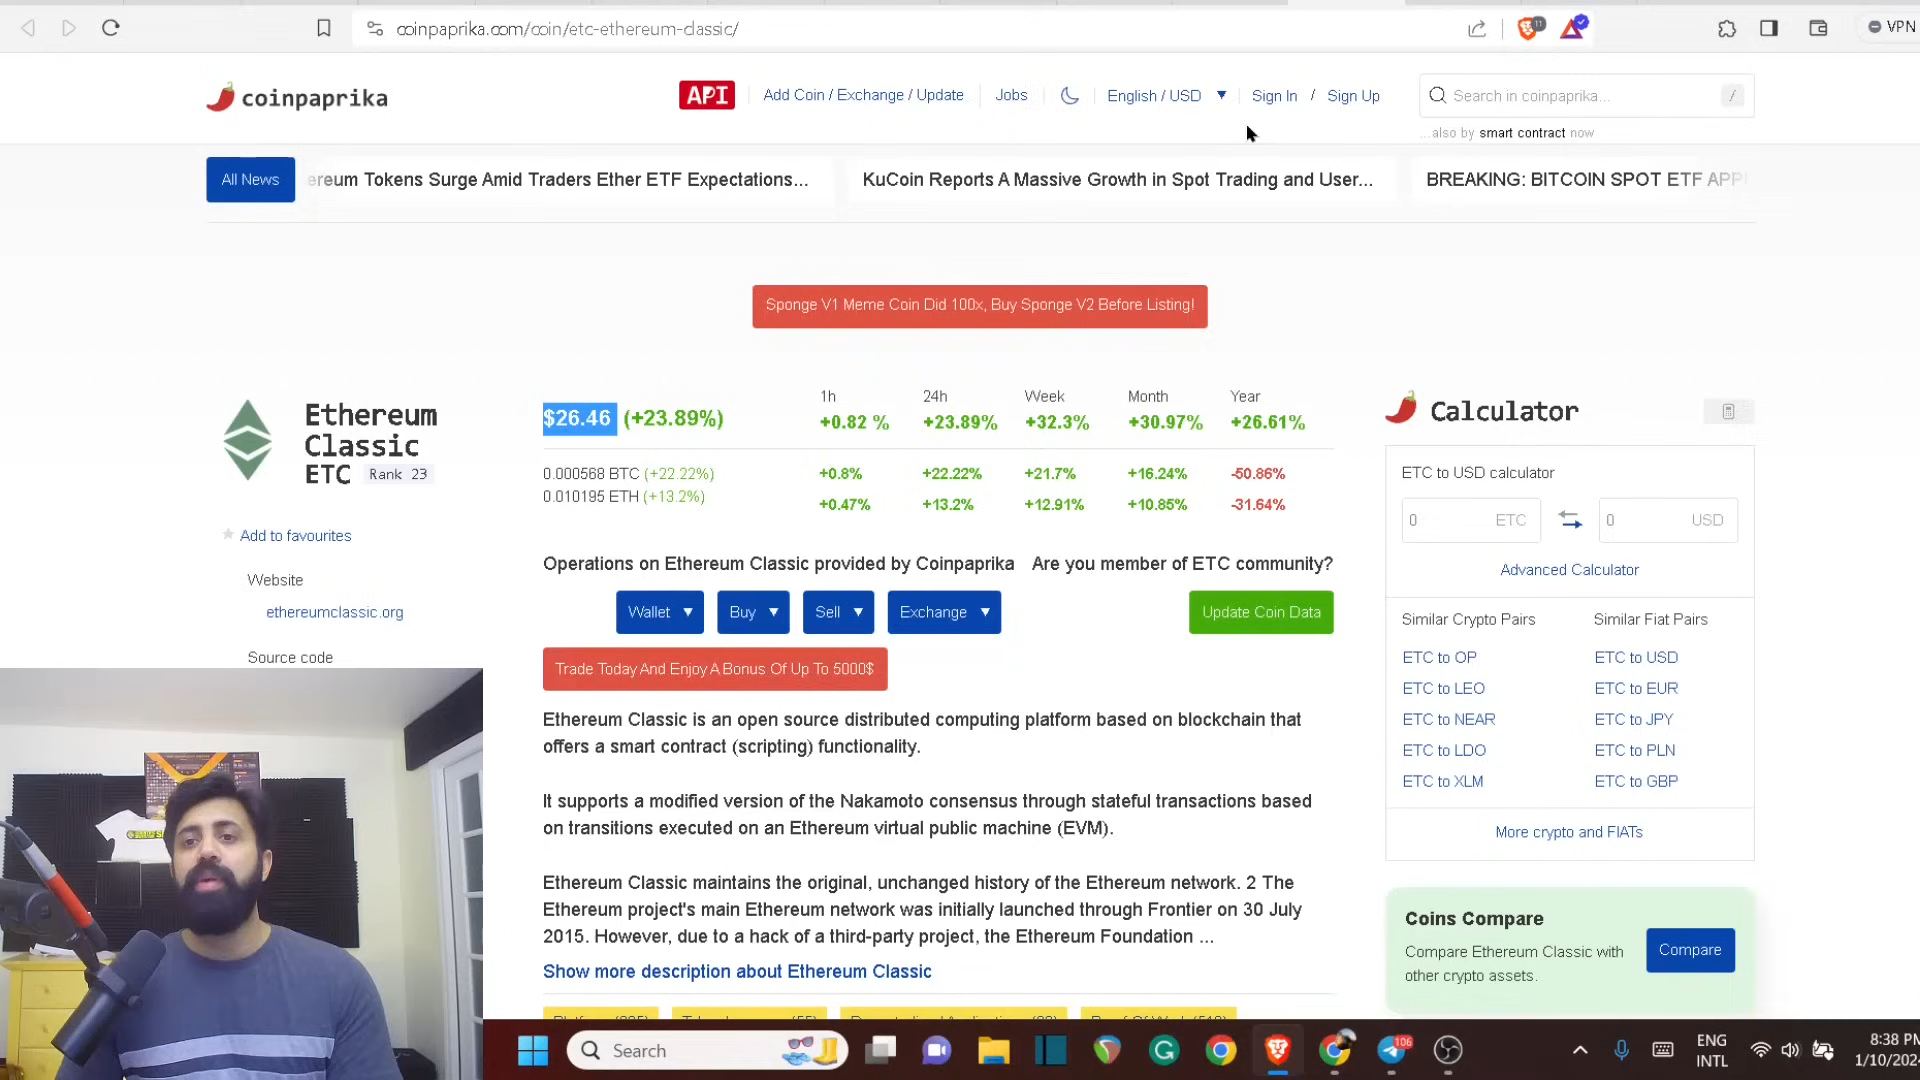 coinpaprika.com/coin/etc-ethereum-classic/
11
VPN
coinpaprika
API
Add Coin / Exchange / Update
Jobs
English / USD
Sign In / Sign Up
Search in coinpaprika...
/
...also by smart contract now
All News
ereum Tokens Surge Amid Traders Ether ETF Expectations...
KuCoin Reports A Massive Growth in Spot Trading and User...
BREAKING: BITCOIN SPOT ETF APP
Sponge V1 Meme Coin Did 100x, Buy Sponge V2 Before Listing!
Ethereum
Classic
ETC Rank 23
Add to favourites
Website
ethereumclassic.org
Source code
$26.46 (+23.89%)
0.000568 BTC (+22.22%)
0.010195 ETH (+13.2%)
1h 24h Week Month Year
+0.82 % +23.89% +32.3% +30.97% +26.61%
+0.8% +22.22% +21.7% +16.24% -50.86%
+0.47% +13.2% +12.91% +10.85% -31.64%
Operations on Ethereum Classic provided by Coinpaprika
Are you member of ETC community?
Wallet
Buy
Sell
Exchange
Update Coin Data
Trade Today And Enjoy A Bonus Of Up To 5000$
Ethereum Classic is an open source distributed computing platform based on blockchain that
offers a smart contract (scripting) functionality.
It supports a modified version of the Nakamoto consensus through stateful transactions based
on transitions executed on an Ethereum virtual public machine (EVM).
Ethereum Classic maintains the original, unchanged history of the Ethereum network. 2 The
Ethereum project's main Ethereum network was initially launched through Frontier on 30 July
2015. However, due to a hack of a third-party project, the Ethereum Foundation ...
Show more description about Ethereum Classic
Calculator
ETC to USD calculator
0 ETC
0 USD
Advanced Calculator
Similar Crypto Pairs Similar Fiat Pairs
ETC to OP ETC to USD
ETC to LEO ETC to EUR
ETC to NEAR ETC to JPY
ETC to LDO ETC to PLN
ETC to XLM ETC to GBP
More crypto and FIATs
Coins Compare
Compare Ethereum Classic with
other crypto assets.
Compare
Search
106
ENG
INTL
8:38 PM
1/10/202